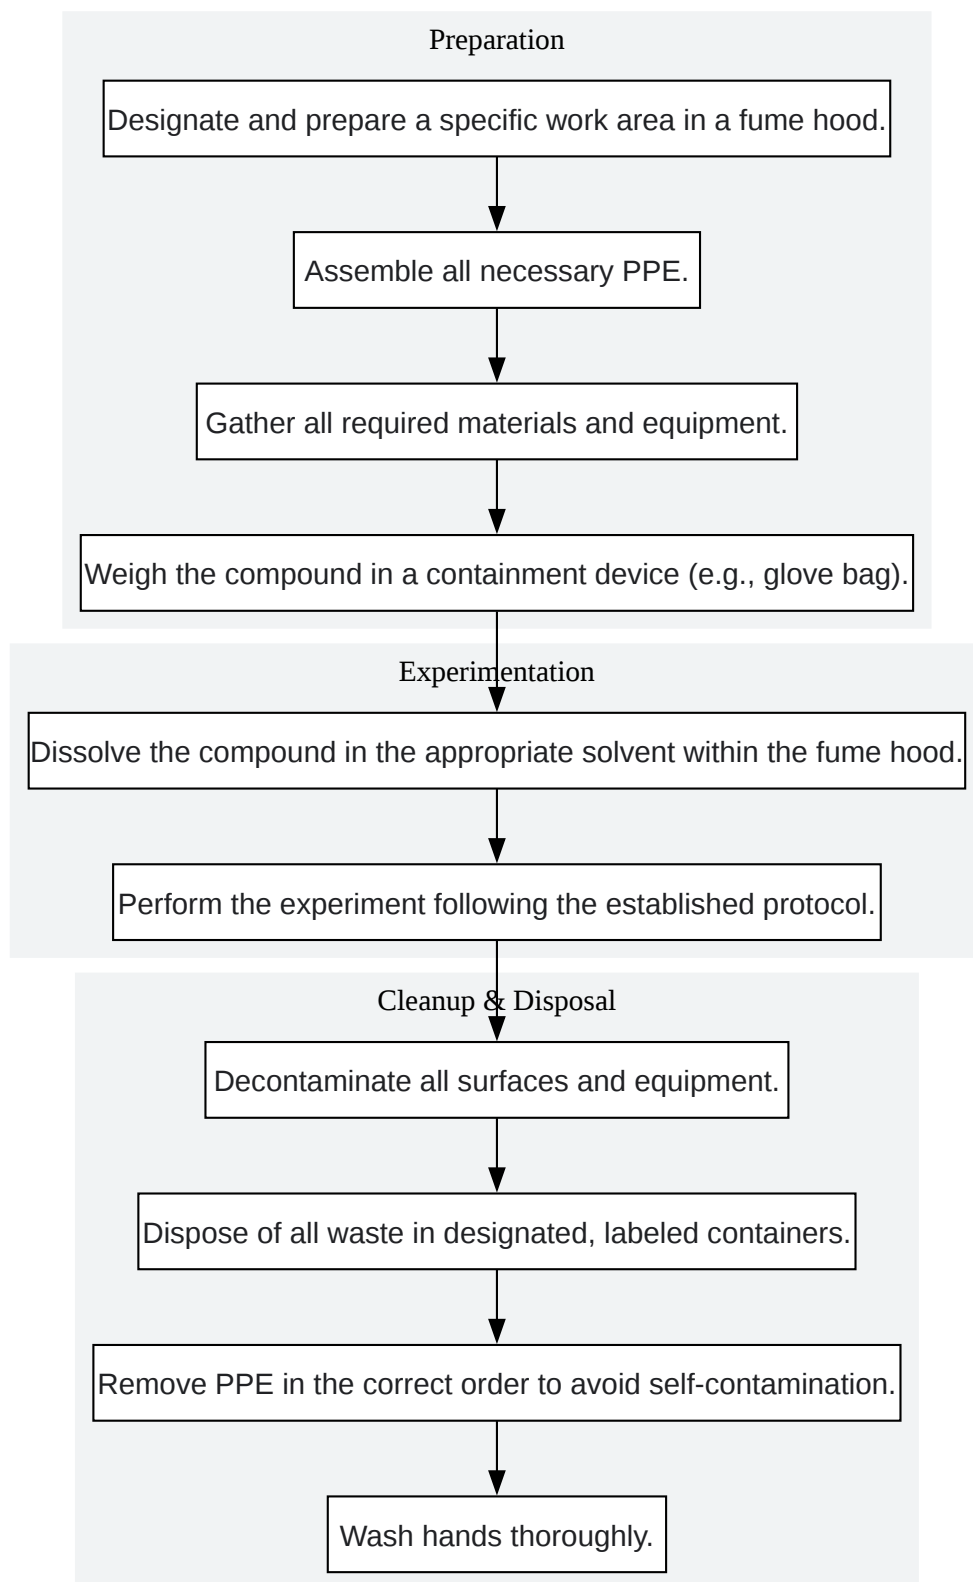 Preparation
Designate and prepare a specific work area in a fume hood.
Assemble all necessary PPE.
Gather all required materials and equipment.
Weigh the compound in a containment device (e.g., glove bag).
Experimentation
Dissolve the compound in the appropriate solvent within the fume hood.
Perform the experiment following the established protocol.
Cleanup & Disposal
Decontaminate all surfaces and equipment.
Dispose of all waste in designated, labeled containers.
Remove PPE in the correct order to avoid self-contamination.
Wash hands thoroughly.